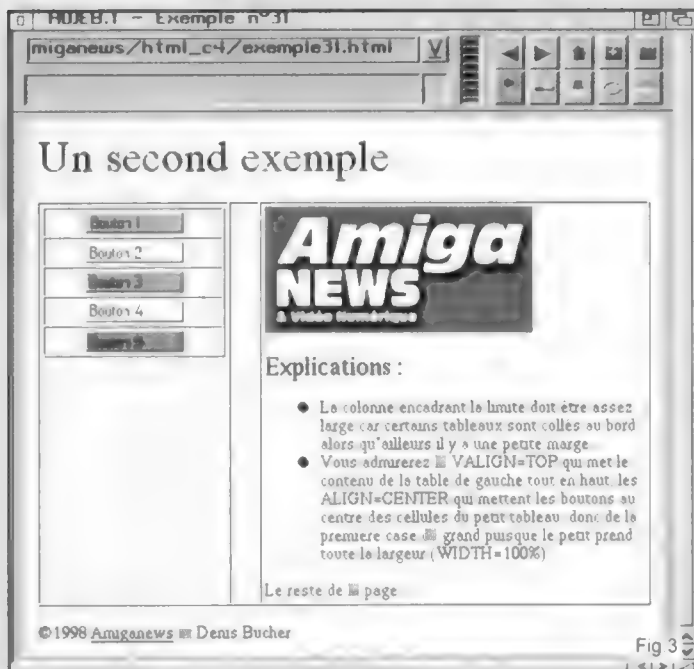 Exemple n°31
miganews/html_c4/exemple31.html
Un second exemple
Bouton 1
Bouton 2
Bouton 3
Bouton 4
Amiga
NEWS
& Vidéo Numérique
Explications :
La colonne encadrant la limite doit être assez
large car certains tableaux sont collés au bord
alors qu'ailleurs il y a une petite marge
Vous admirerez VALIGN=TOP qui met le
contenu de la table de gauche tout en haut, les
ALIGN=CENTER qui mettent les boutons au
centre des cellules du petit tableau donc de la
premiere case grand puisque le petit prend
toute la largeur (WIDTH=100%)
Le reste de page
©1998 Amiganews Denis Bucher
Fig 3